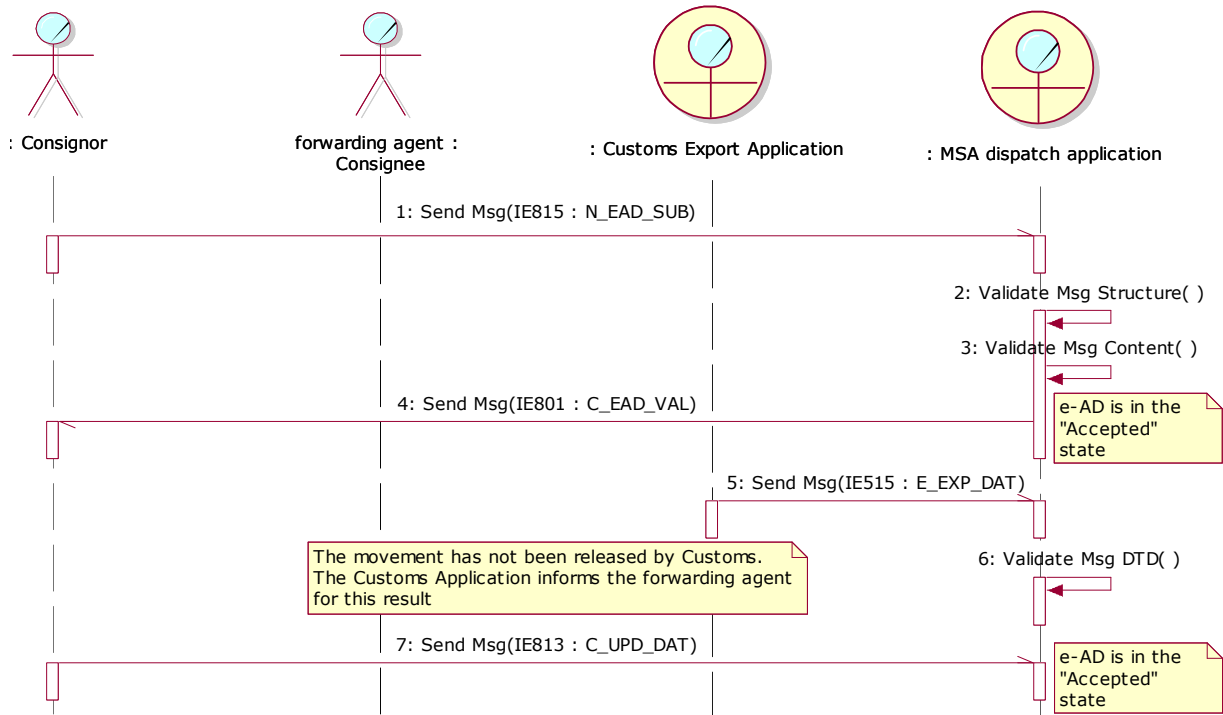 : Consignor
forwarding agent :
Consignee
: Customs Export Application
: MSA dispatch application
1: Send Msg(IE815 : N_EAD_SUB)
2: Validate Msg Structure( )
3: Validate Msg Content( )
4: Send Msg(IE801 : C_EAD_VAL)
e-AD is in the
"Accepted"
state
5: Send Msg(IE515 : E_EXP_DAT)
The movement has not been released by Customs.
The Customs Application informs the forwarding agent
for this result
6: Validate Msg DTD( )
7: Send Msg(IE813 : C_UPD_DAT)
e-AD is in the
"Accepted"
state